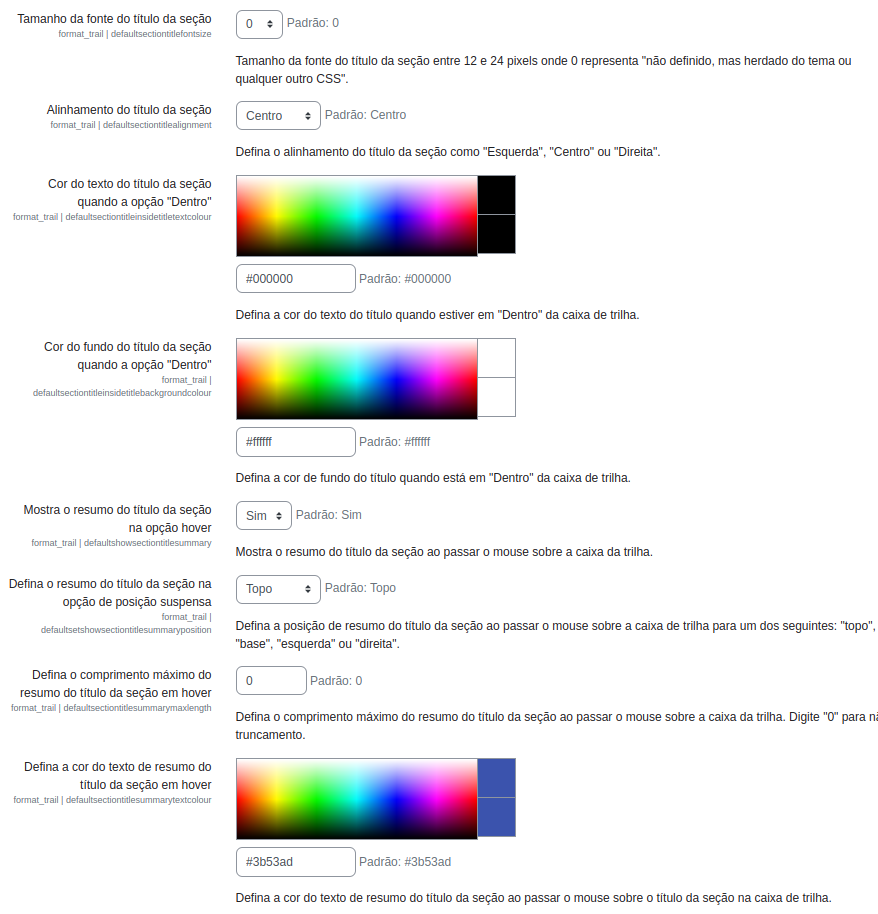 Tamanho da fonte do título da seção
format_trail | defaultsectiontitlefontsize
0 Padrão: 0
Tamanho da fonte do título da seção entre 12 e 24 pixels onde 0 representa "não definido, mas herdado do tema ou
qualquer outro CSS".
Alinhamento do título da seção
format_trail | defaultsectiontitlealignment
Centro Padrão: Centro
Defina o alinhamento do título da seção como "Esquerda", "Centro" ou "Direita".
Cor do texto do título da seção
quando a opção "Dentro"
format_trail | defaultsectiontitleinsidetitletextcolour
#000000 Padrão: #000000
Defina a cor do texto do título quando estiver em "Dentro" da caixa de trilha.
Cor do fundo do título da seção
quando a opção "Dentro"
format_trail |
defaultsectiontitleinsidetitlebackgroundcolour
#ffffff Padrão: #ffffff
Defina a cor de fundo do título quando está em "Dentro" da caixa de trilha.
Mostra o resumo do título da seção
na opção hover
format_trail | defaultshowsectiontitlesummary
Sim Padrão: Sim
Mostra o resumo do título da seção ao passar o mouse sobre a caixa da trilha.
Defina o resumo do título da seção na
opção de posição suspensa
format_trail |
defaultsetshowsectiontitlesummaryposition
Topo Padrão: Topo
Defina a posição de resumo do título da seção ao passar o mouse sobre a caixa de trilha para um dos seguintes: "topo",
"base", "esquerda" ou "direita".
Defina o comprimento máximo do
resumo do título da seção em hover
format_trail | defaultsectiontitlesummarymaxlength
0 Padrão: 0
Defina o comprimento máximo do resumo do título da seção ao passar o mouse sobre a caixa da trilha. Digite "0" para
truncamento.
Defina a cor do texto de resumo do
título da seção em hover
format_trail | defaultsectiontitlesummarytextcolour
#3b53ad Padrão: #3b53ad
Defina a cor do texto de resumo do título da seção ao passar o mouse sobre o título da seção na caixa de trilha.